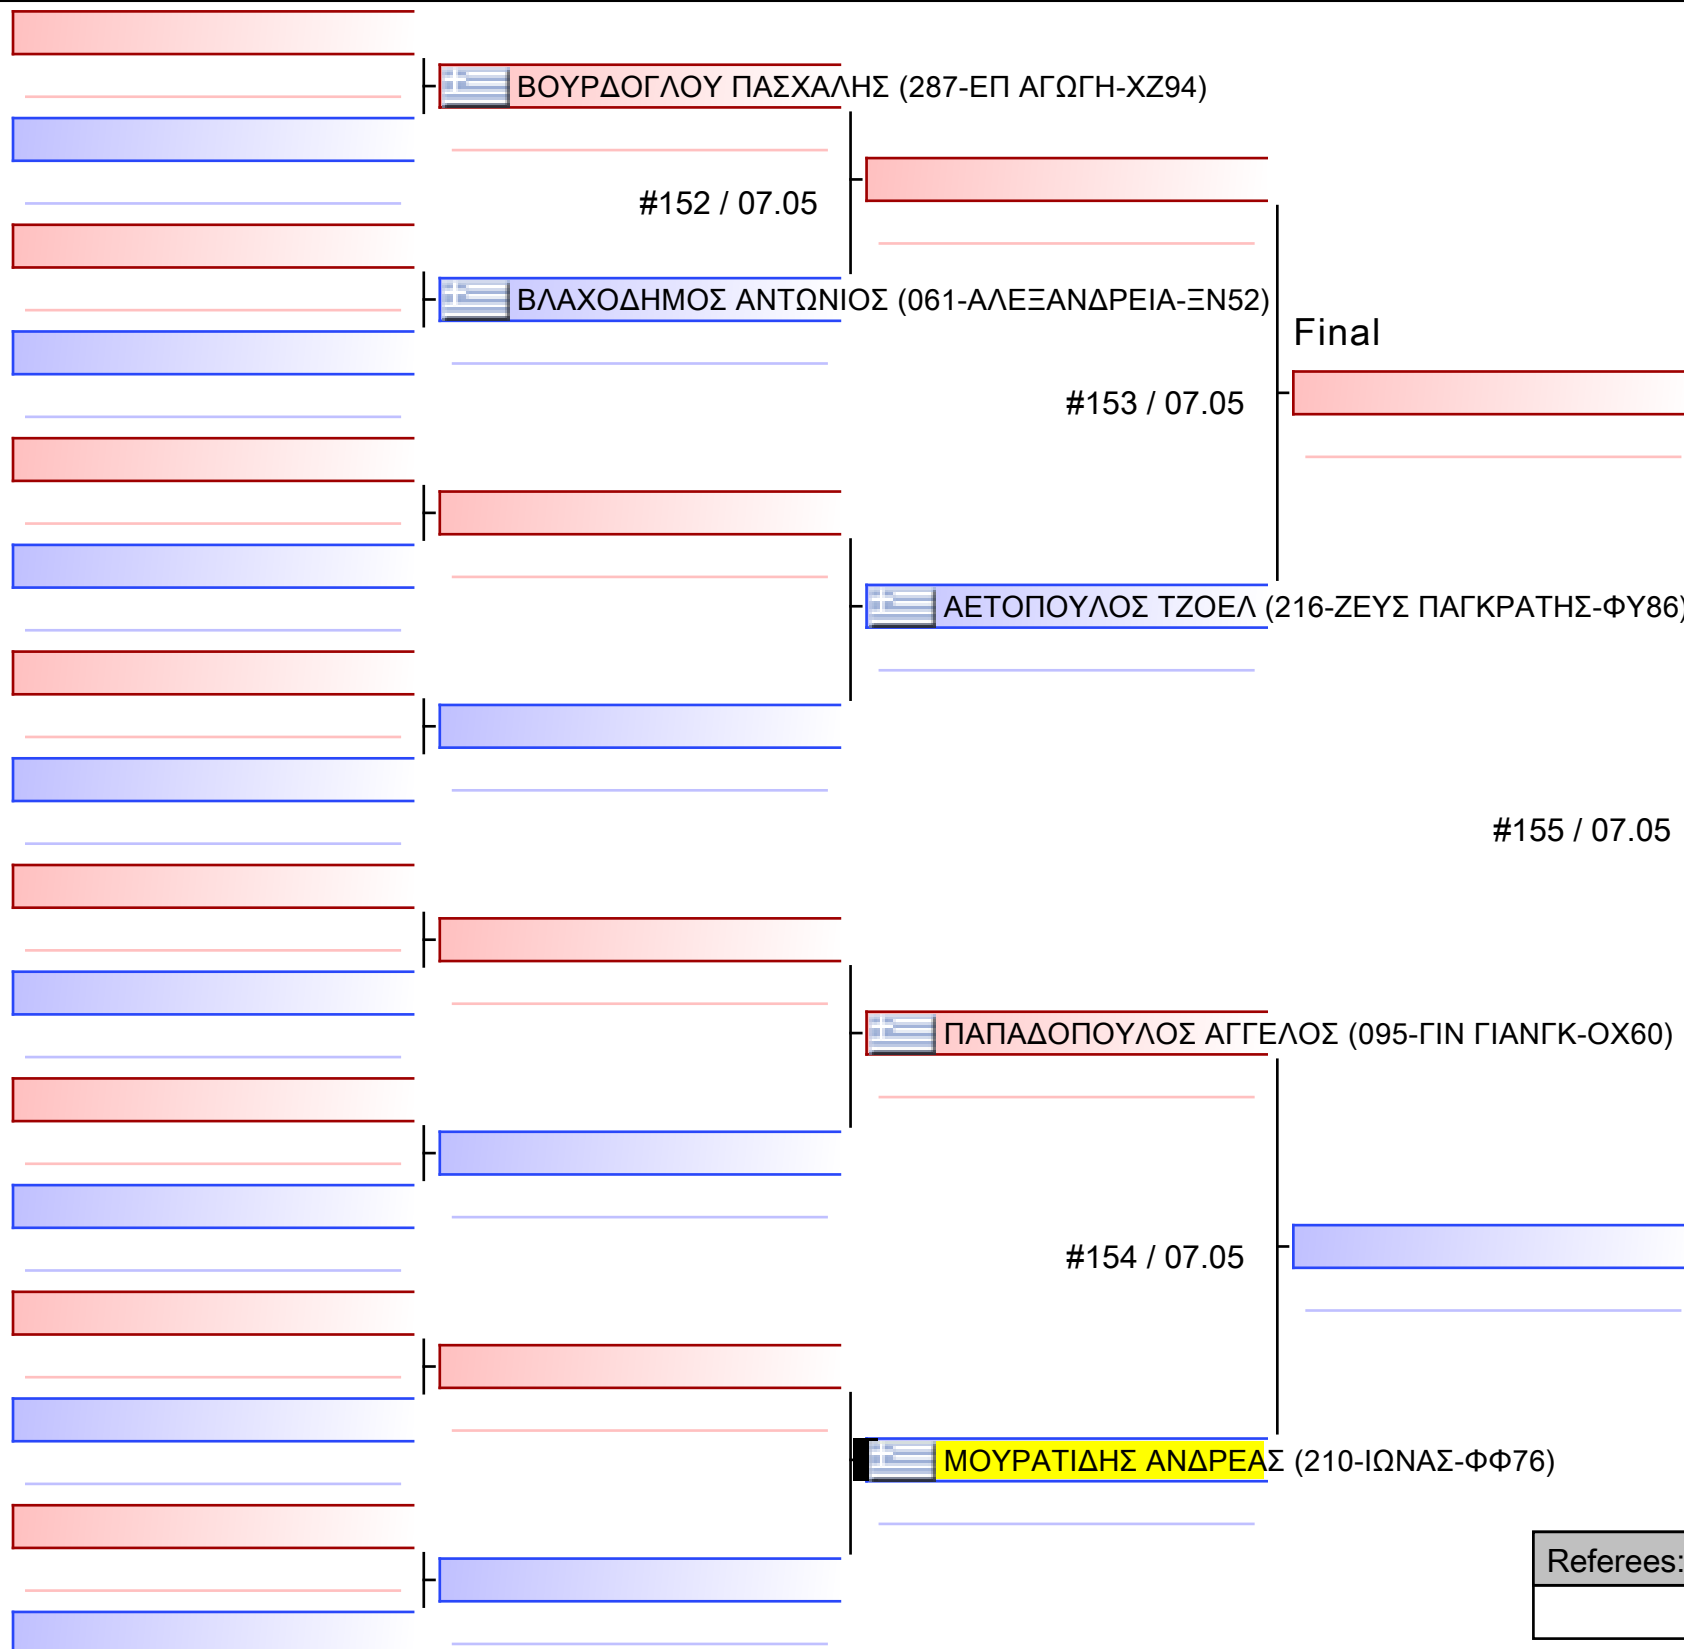 ΒΟΥΡΔΟΓΛΟΥ ΠΑΣΧΑΛΗΣ (287-ΕΠ ΑΓΩΓΗ-ΧΖ94)
#152 / 07.05
ΒΛΑΧΟΔΗΜΟΣ ΑΝΤΩΝΙΟΣ (061-ΑΛΕΞΑΝΔΡΕΙΑ-ΞΝ52)
Final
#153 / 07.05
ΑΕΤΟΠΟΥΛΟΣ ΤΖΟΕΛ (216-ΖΕΥΣ ΠΑΓΚΡΑΤΗΣ-ΦΥ86)
#155 / 07.05
ΠΑΠΑΔΟΠΟΥΛΟΣ ΑΓΓΕΛΟΣ (095-ΓΙΝ ΓΙΑΝΓΚ-ΟΧ60)
#154 / 07.05
ΜΟΥΡΑΤΙΔΗΣ ΑΝΔΡΕΑΣ (210-ΙΩΝΑΣ-ΦΦ76)
Referees: